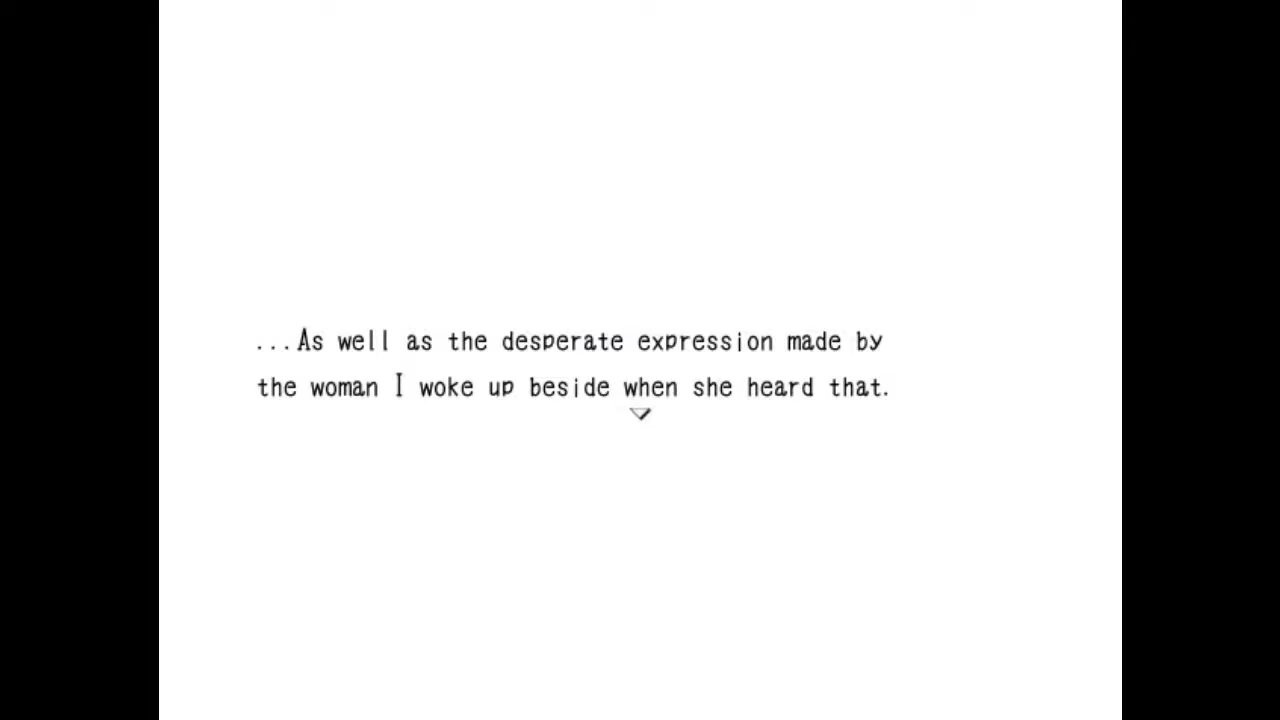 ...As well as the desperate expression made by
the woman I woke up beside when she heard that.